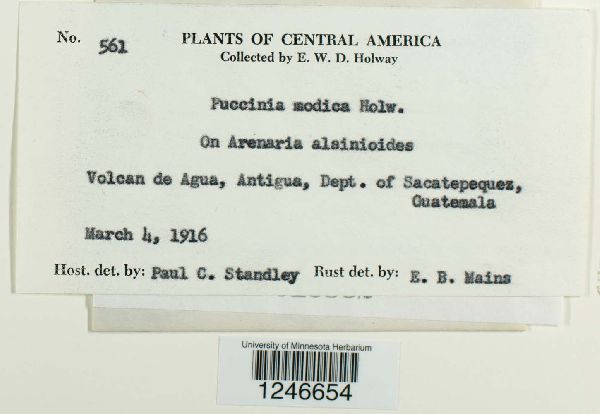 No. 561 PLANTS OF CENTRAL AMERICA
Collected by E. W. D. Holway
Puccinia modica Holw.
On Arenaria alsinioides
Volcan de Agua, Antigua, Dept. of Sacatepequez,
Guatemala
March 4, 1916
Host. det. by: Paul C. Standley Rust det. by: E. B. Mains
University of Minnesota Herbarium
1246654